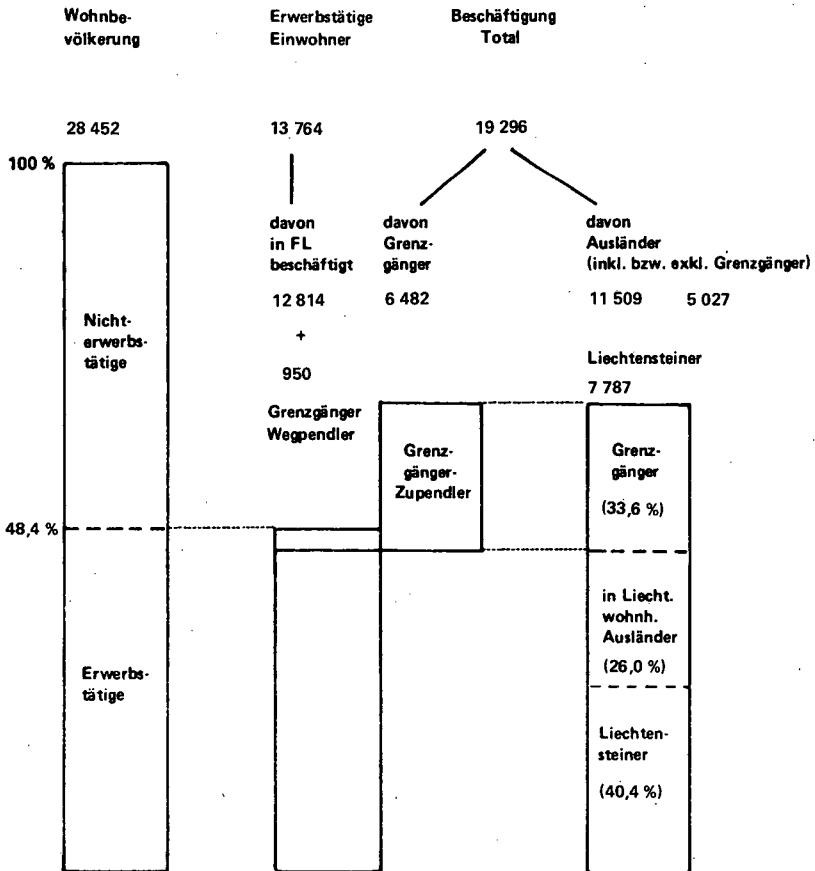 Wohnbe-
völkerung
Erwerbstätige
Einwohner
Beschäftigung
Total
28 452
13 764
19 296
100 %
davon
in FL
beschäftigt
davon
Grenz-
gänger
davon
Ausländer
(inkl. bzw. exkl. Grenzgänger)
12 814
6 482
11 509 5 027
+
950
Grenzgänger
Wegpendler
Liechtensteiner
7 787
Nicht-
erwerbs-
tätige
Grenz-
gänger-
Zupendler
Grenz-
gänger
(33,6 %)
48,4 %
in Liecht.
wohnh.
Ausländer
(26,0 %)
Erwerbs-
tätige
Liechten-
steiner
(40,4 %)